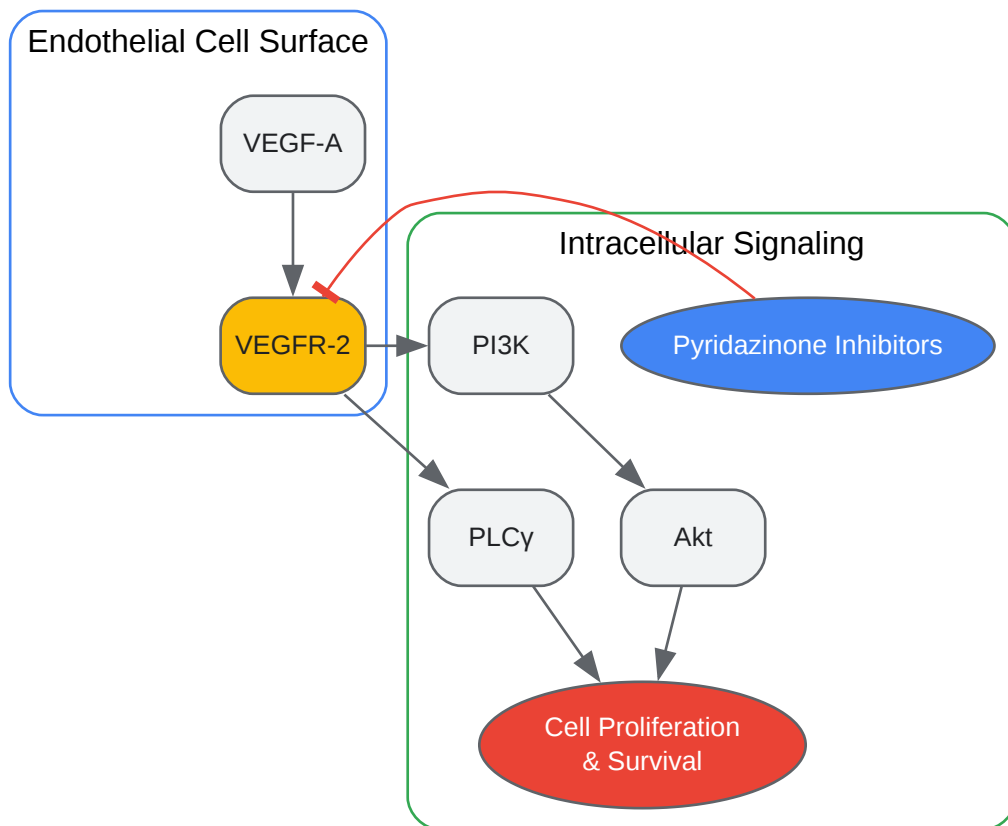 Endothelial Cell Surface
VEGF-A
Intracellular Signaling
VEGFR-2
PI3K
Pyridazinone Inhibitors
PLCγ
Akt
Cell Proliferation
& Survival